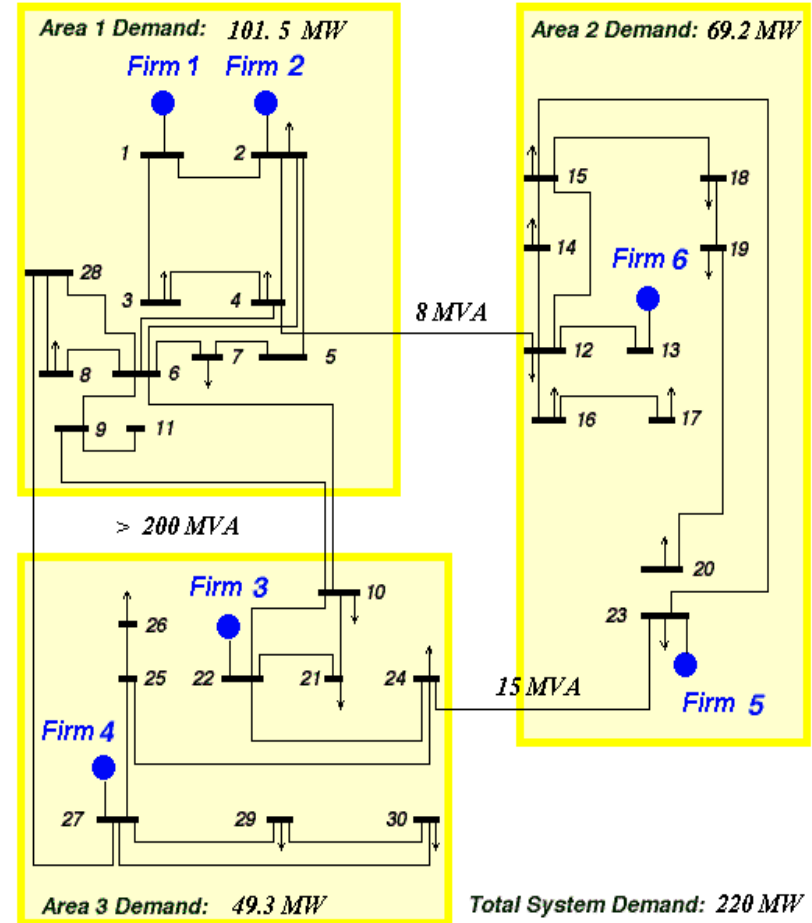 Area 1 Demand: 101. 5 MW
Firm 1 Firm 2
1
2
28
3
4
8
6
7
5
9
11
Area 2 Demand: 69.2 MW
15
18
14
19
Firm 6
12
13
16
17
20
23
Firm 5
8 MVA
> 200 MVA
15 MVA
Firm 3
10
26
22
21
24
25
Firm 4
27
29
30
Area 3 Demand: 49.3 MW
Total System Demand: 220 MW